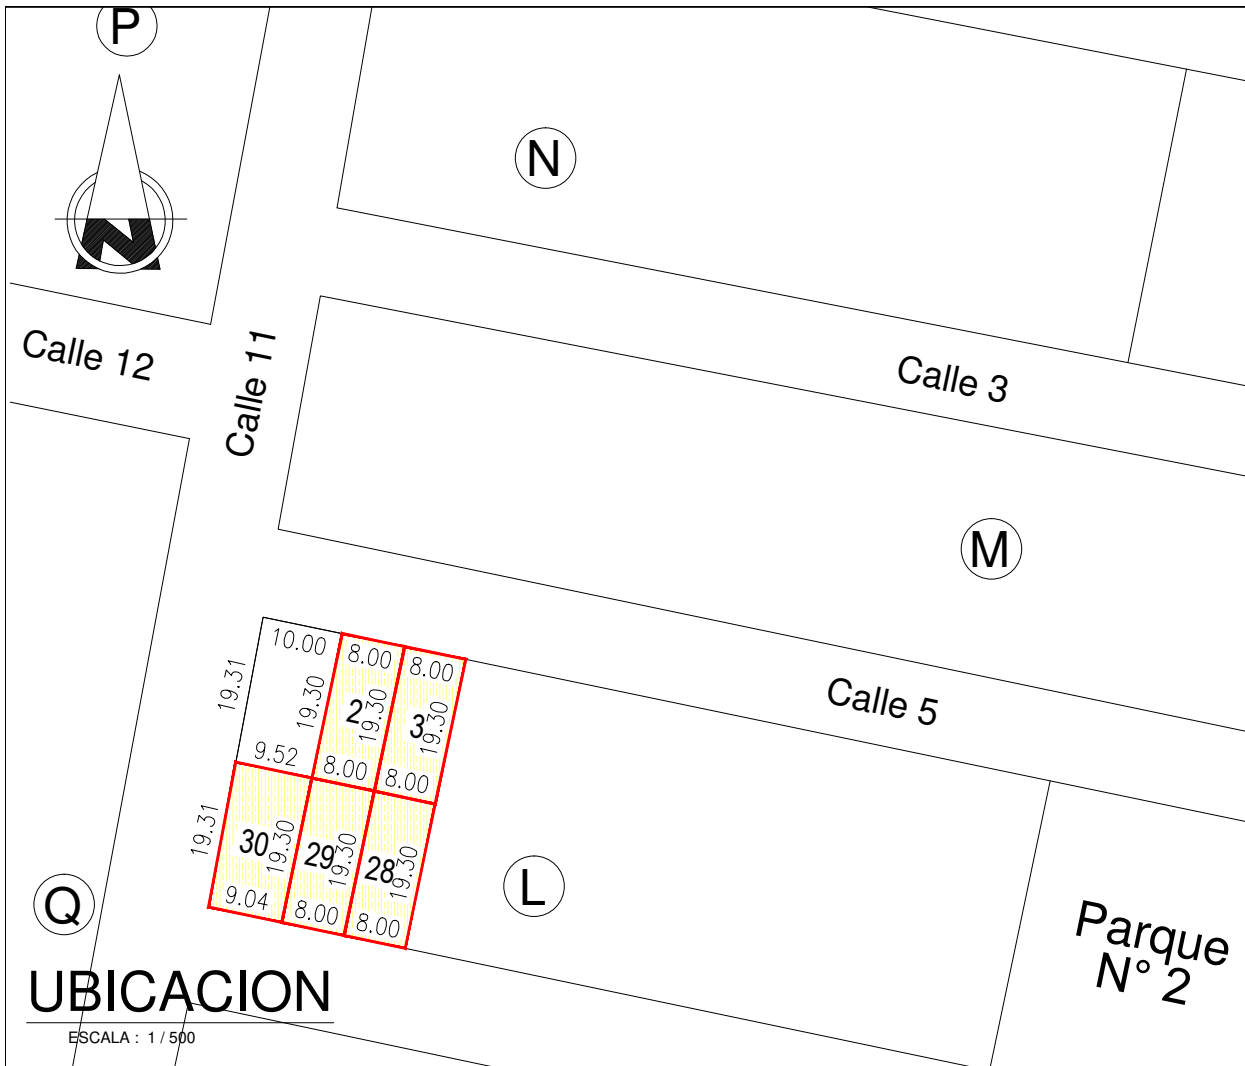 P
N
N
Calle 12
Calle 11
Calle 3
M
10.00
8.00
8.00
19.31
19.30
2
19.30
3
19.30
9.52
8.00
8.00
Calle 5
19.31
30
19.30
29
19.30
28
19.30
9.04
8.00
8.00
L
Q
Parque
N° 2
UBICACION
ESCALA : 1 / 500